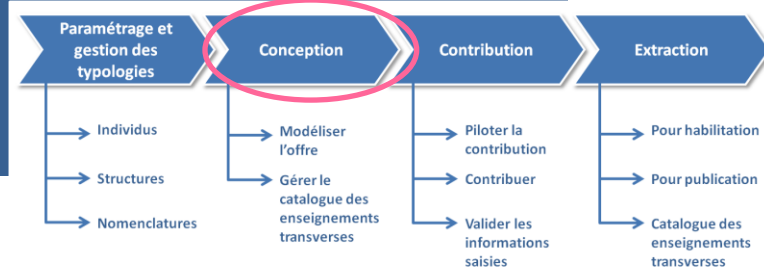 Paramétrage et
gestion des
typologies
Conception
Contribution
Extraction
Individus
Structures
Nomenclatures
Modéliser
l'offre
Gérer le
catalogue des
enseignements
transverses
Piloter la
contribution
Contribuer
Valider les
informations
saisies
Pour habilitation
Pour publication
Catalogue des
enseignements
transverses